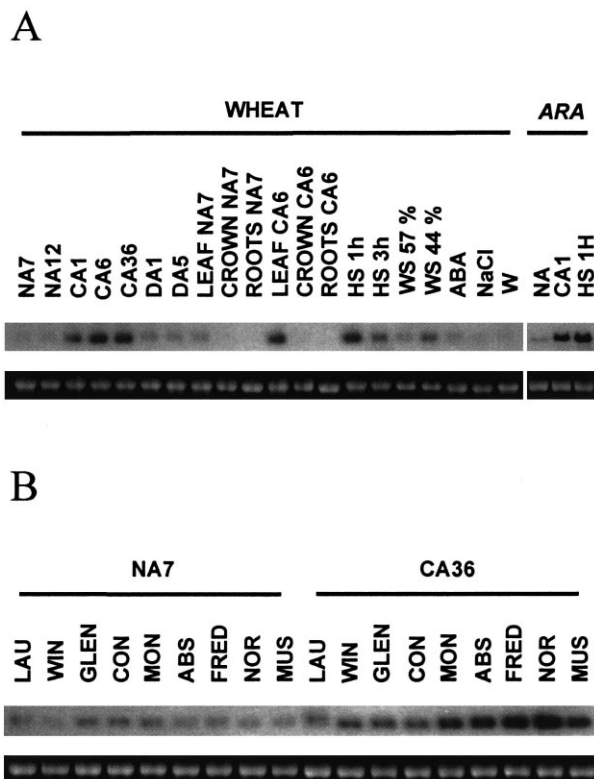 A
WHEAT ARA
NA7 NA12 CA1 CA6 CA36 DA1 DA5 LEAF NA7 CROWN NA7 ROOTS NA7 LEAF CA6 CROWN CA6 ROOTS CA6 HS 1h HS 3h WS 57 % WS 44 % ABA NaCl W NA CA1 HS 1H
B
NA7 CA36
LAU WIN GLEN CON MON ABS FRED NOR MUS LAU WIN GLEN CON MON ABS FRED NOR MUS